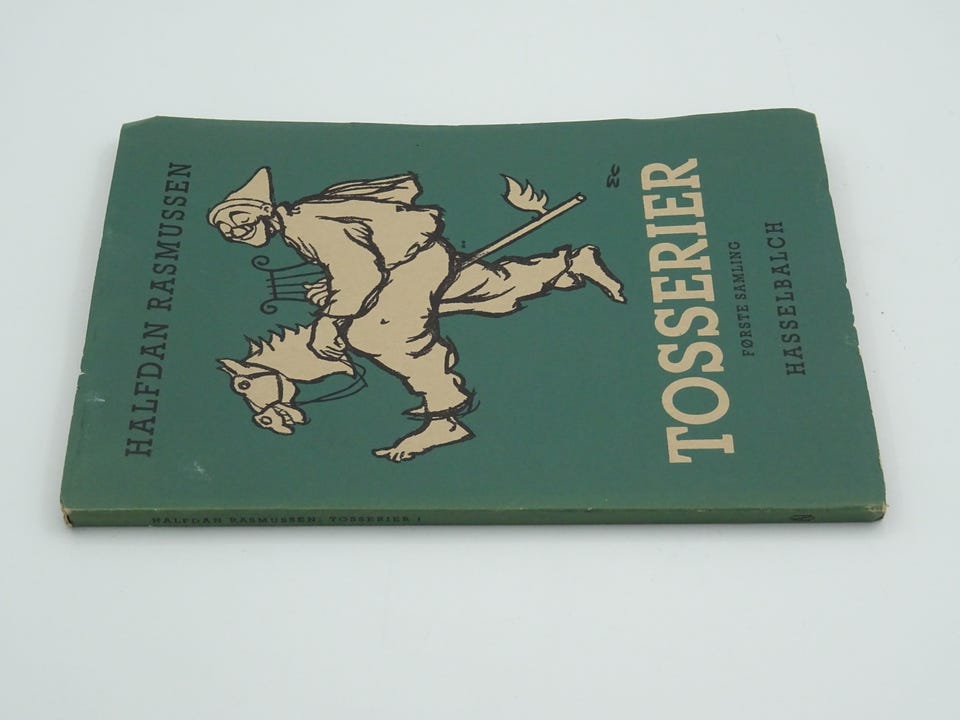 HALFDAN RASMUSSEN
TOSSERIER
FØRSTE SAMLING
HASSELBALCH
HALFDAN RASMUSSEN: TOSSERIER I